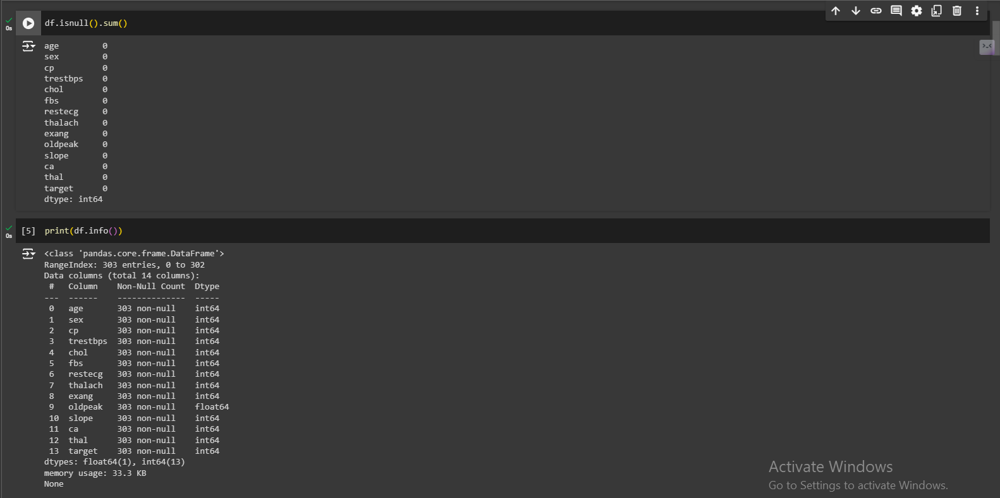 0s
df.isnull().sum()
age         0
sex         0
cp          0
trestbps    0
chol        0
fbs         0
restecg     0
thalach     0
exang       0
oldpeak     0
slope       0
ca          0
thal        0
target      0
dtype: int64
0s
[5] print(df.info())
<class 'pandas.core.frame.DataFrame'>
RangeIndex: 303 entries, 0 to 302
Data columns (total 14 columns):
 #   Column    Non-Null Count  Dtype
---  ------    --------------  -----
 0   age       303 non-null    int64
 1   sex       303 non-null    int64
 2   cp        303 non-null    int64
 3   trestbps  303 non-null    int64
 4   chol      303 non-null    int64
 5   fbs       303 non-null    int64
 6   restecg   303 non-null    int64
 7   thalach   303 non-null    int64
 8   exang     303 non-null    int64
 9   oldpeak   303 non-null    float64
 10  slope     303 non-null    int64
 11  ca        303 non-null    int64
 12  thal      303 non-null    int64
 13  target    303 non-null    int64
dtypes: float64(1), int64(13)
memory usage: 33.3 KB
None
Activate Windows
Go to Settings to activate Windows.